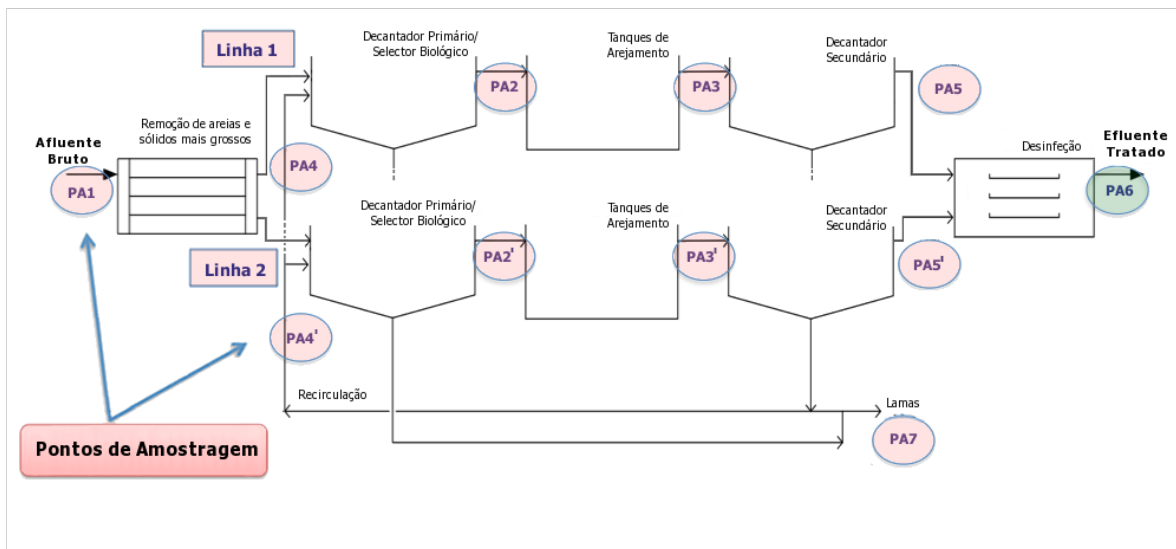 Linha 1
Decantador Primário/
Selector Biológico
PA2
Tanques de
Arejamento
PA3
Decantador
Secundário
PA5
Remoção de areias e
sólidos mais grossos
Afluente
Bruto
PA1
PA4
Desinfeção
Efluente
Tratado
PA6
Linha 2
Decantador Primário/
Selector Biológico
PA2'
Tanques de
Arejamento
PA3'
Decantador
Secundário
PA5'
PA4'
Recirculação
Lamas
PA7
Pontos de Amostragem